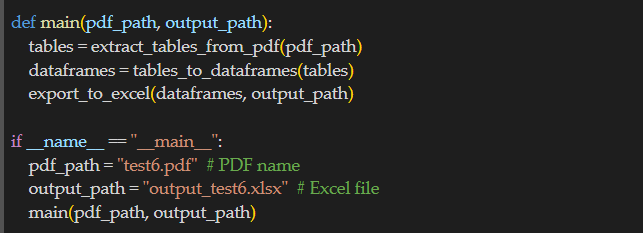 def main(pdf_path, output_path):
    tables = extract_tables_from_pdf(pdf_path)
    dataframes = tables_to_dataframes(tables)
    export_to_excel(dataframes, output_path)

if __name__ == "__main__":
    pdf_path = "test6.pdf"  # PDF name
    output_path = "output_test6.xlsx"  # Excel file
    main(pdf_path, output_path)